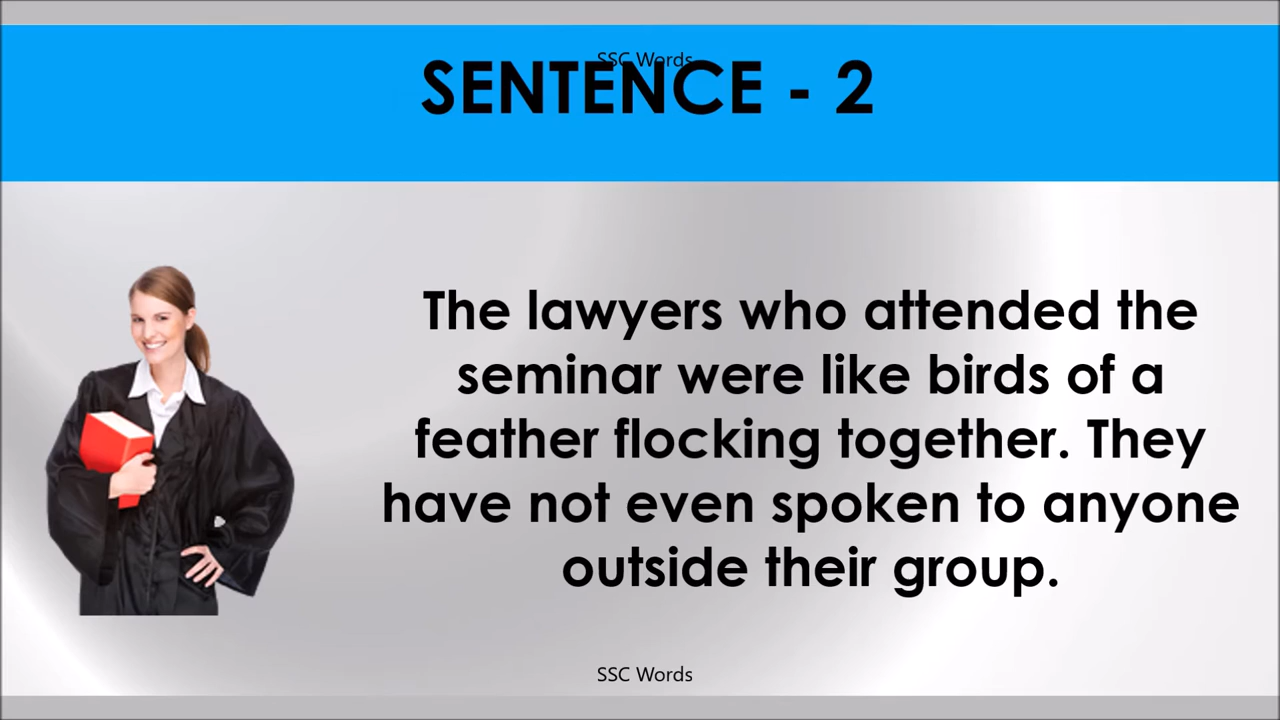 SSC Words
SENTENCE - 2
The lawyers who attended the
seminar were like birds of a
feather flocking together. They
have not even spoken to anyone
outside their group.
SSC Words